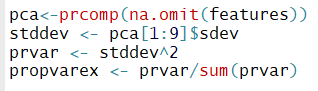 pca<-prcomp(na.omit(features))
stddev <- pca[1:9]$sdev
prvar <- stddev^2
propvarex <- prvar/sum(prvar)